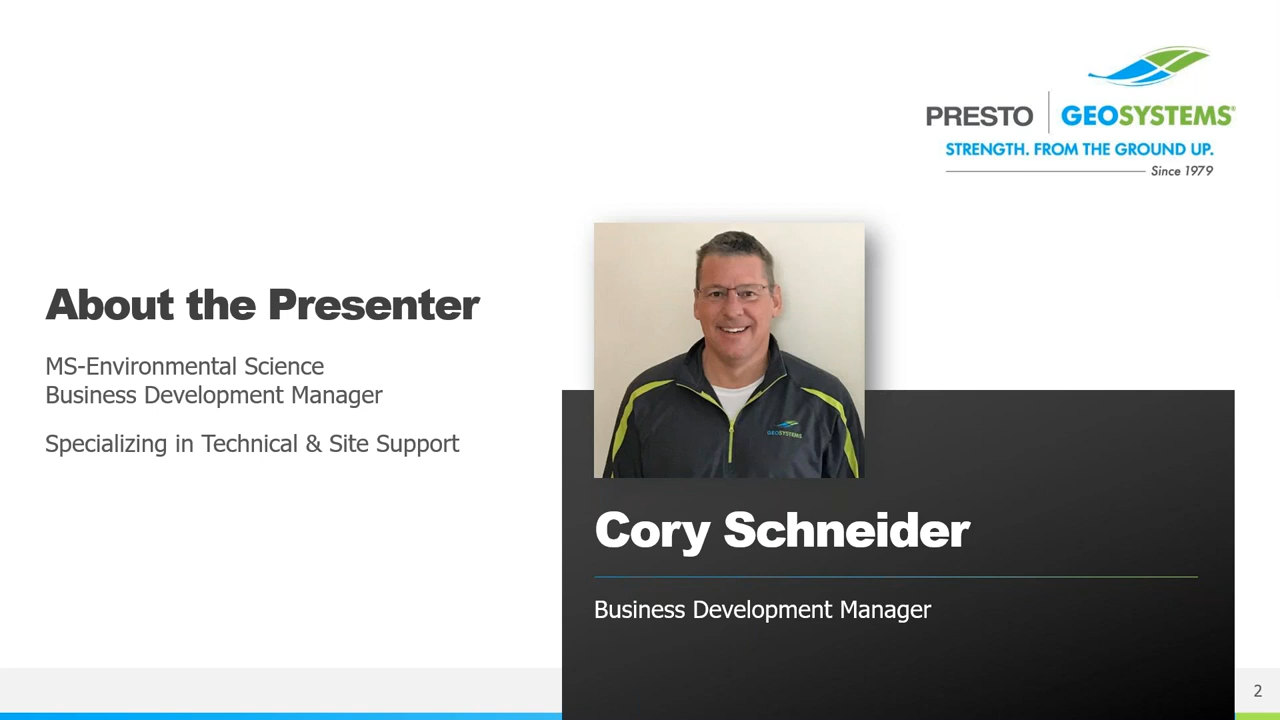 PRESTO GEOSYSTEMS®
STRENGTH. FROM THE GROUND UP.
Since 1979
About the Presenter
MS-Environmental Science
Business Development Manager
Specializing in Technical & Site Support
GEOSYSTEMS
Cory Schneider
Business Development Manager
2